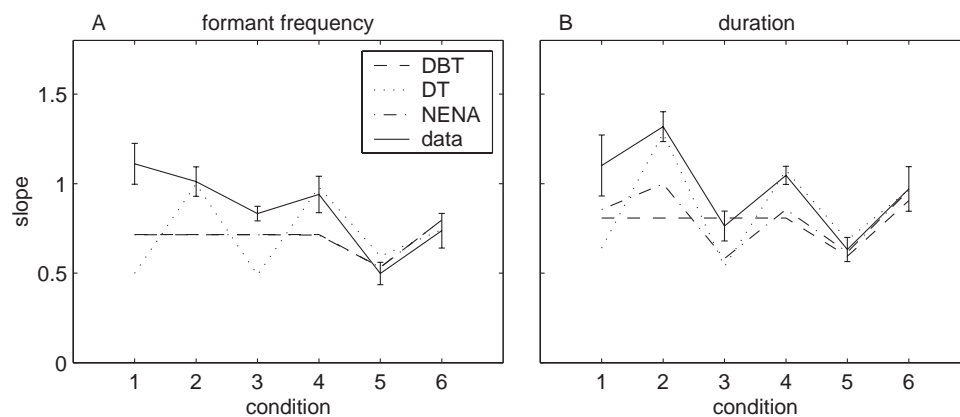 A formant frequency
B duration
1.5
1
0.5
0
slope
DBT
DT
NENA
data
1 2 3 4 5 6
condition
1 2 3 4 5 6
condition